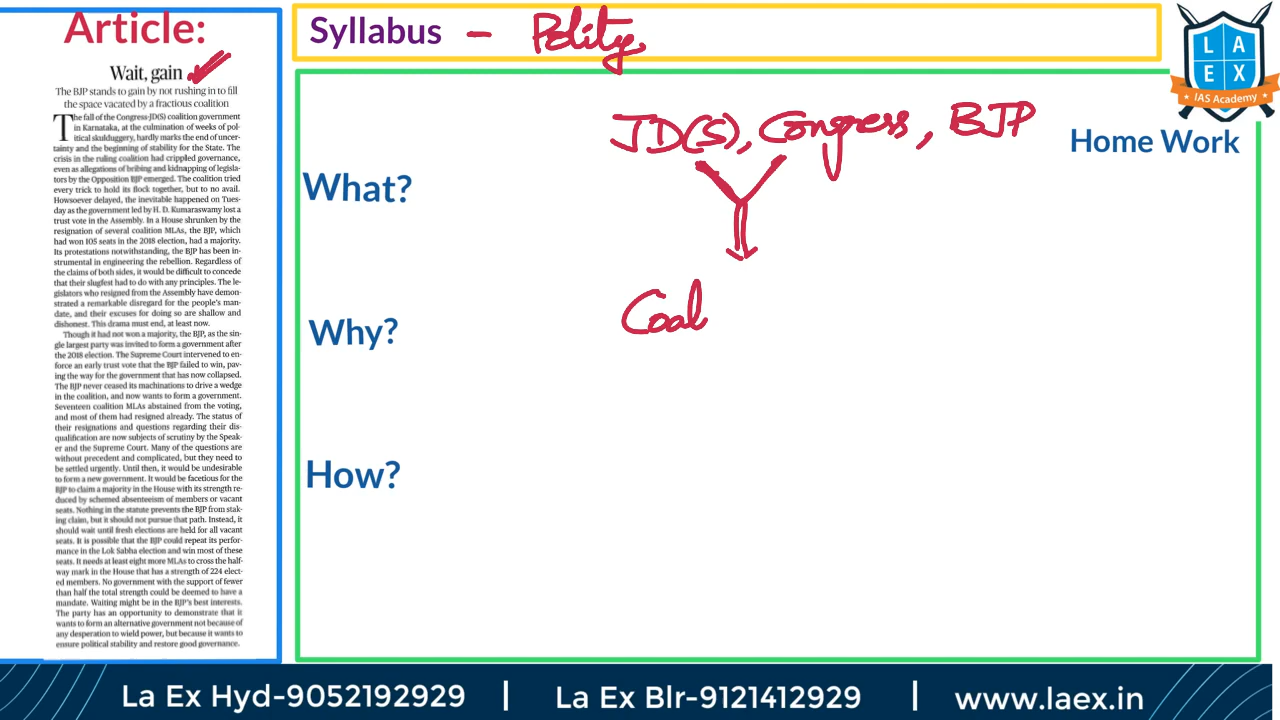 Article:
Wait, gain
The BJP stands to gain by not rushing in to fill
the space vacated by a fractious coalition
The fall of the Congress-JD(S) coalition government
in Karnataka, at the culmination of weeks of pol-
itical skulduggery, hardly marks the end of uncer-
tainty and the beginning of stability for the State. The
crisis in the ruling coalition had crippled governance,
even as allegations of bribing and kidnapping of legisla-
tors by the Opposition BJP emerged. The coalition tried
every trick to hold its flock together, but to no avail.
Howsoever delayed, the inevitable happened on Tues-
day as the government led by H. D. Kumaraswamy lost a
trust vote in the Assembly. In a House shrunken by the
resignation of several coalition MLAs, the BJP, which
had won 105 seats in the 2018 election, had a majority.
Its protestations notwithstanding, the BJP has been in-
strumental in engineering the rebellion. Regardless of
the claims of both sides, it would be difficult to concede
that their slugfest had to do with any principles. The le-
gislators who resigned from the Assembly have demon-
strated a remarkable disregard for the people's man-
date, and their excuses for doing so are shallow and
dishonest. This drama must end, at least now.
Though it had not won a majority, the BJP, as the sin-
gle largest party was invited to form a government after
the 2018 election. The Supreme Court intervened to en-
force an early trust vote that the BJP failed to win, pav-
ing the way for the government that has now collapsed.
The BJP never ceased its machinations to drive a wedge
in the coalition, and now wants to form a government.
Seventeen coalition MLAs abstained from the voting,
and most of them had resigned already. The status of
their resignations and questions regarding their dis-
qualification are now subjects of scrutiny by the Speak-
er and the Supreme Court. Many of the questions are
without precedent and complicated, but they need to
be settled urgently. Until then, it would be undesirable
to form a new government. It would be facetious for the
BJP to claim a majority in the House with its strength re-
duced by schemed absenteeism of members or vacant
seats. Nothing in the statute prevents the BJP from stak-
ing claim, but it should not pursue that path. Instead, it
should wait until fresh elections are held for all vacant
seats. It is possible that the BJP could repeat its perfor-
mance in the Lok Sabha election and win most of these
seats. It needs at least eight more MLAs to cross the half-
way mark in the House that has a strength of 224 elect-
ed members. No government with the support of fewer
than half the total strength could be deemed to have a
mandate. Waiting might be in the BJP's best interests.
The party has an opportunity to demonstrate that it
wants to form an alternative government not because of
any desperation to wield power, but because it wants to
ensure political stability and restore good governance.
Syllabus - Polity
LA
EX
IAS Academy
JD(S), Congress, BJP
Home Work
What?
Coal
Why?
How?
La Ex Hyd-9052192929 | La Ex Blr-9121412929 | www.laex.in